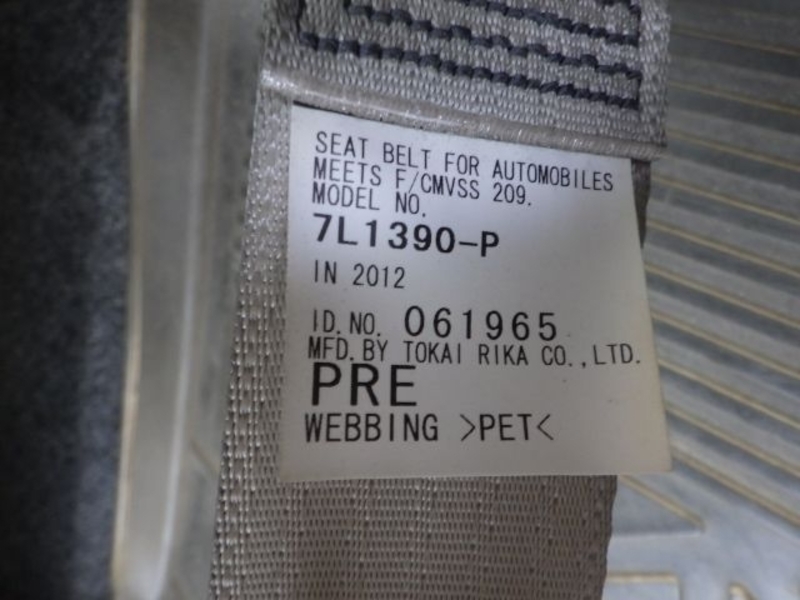 SEAT BELT FOR AUTOMOBILES
MEETS F/CMVSS 209.
MODEL NO.
7L1390-P
IN 2012
ID.NO. 061965
MFD.BY TOKAI RIKA CO.,LTD.
PRE
WEBBING >PET<